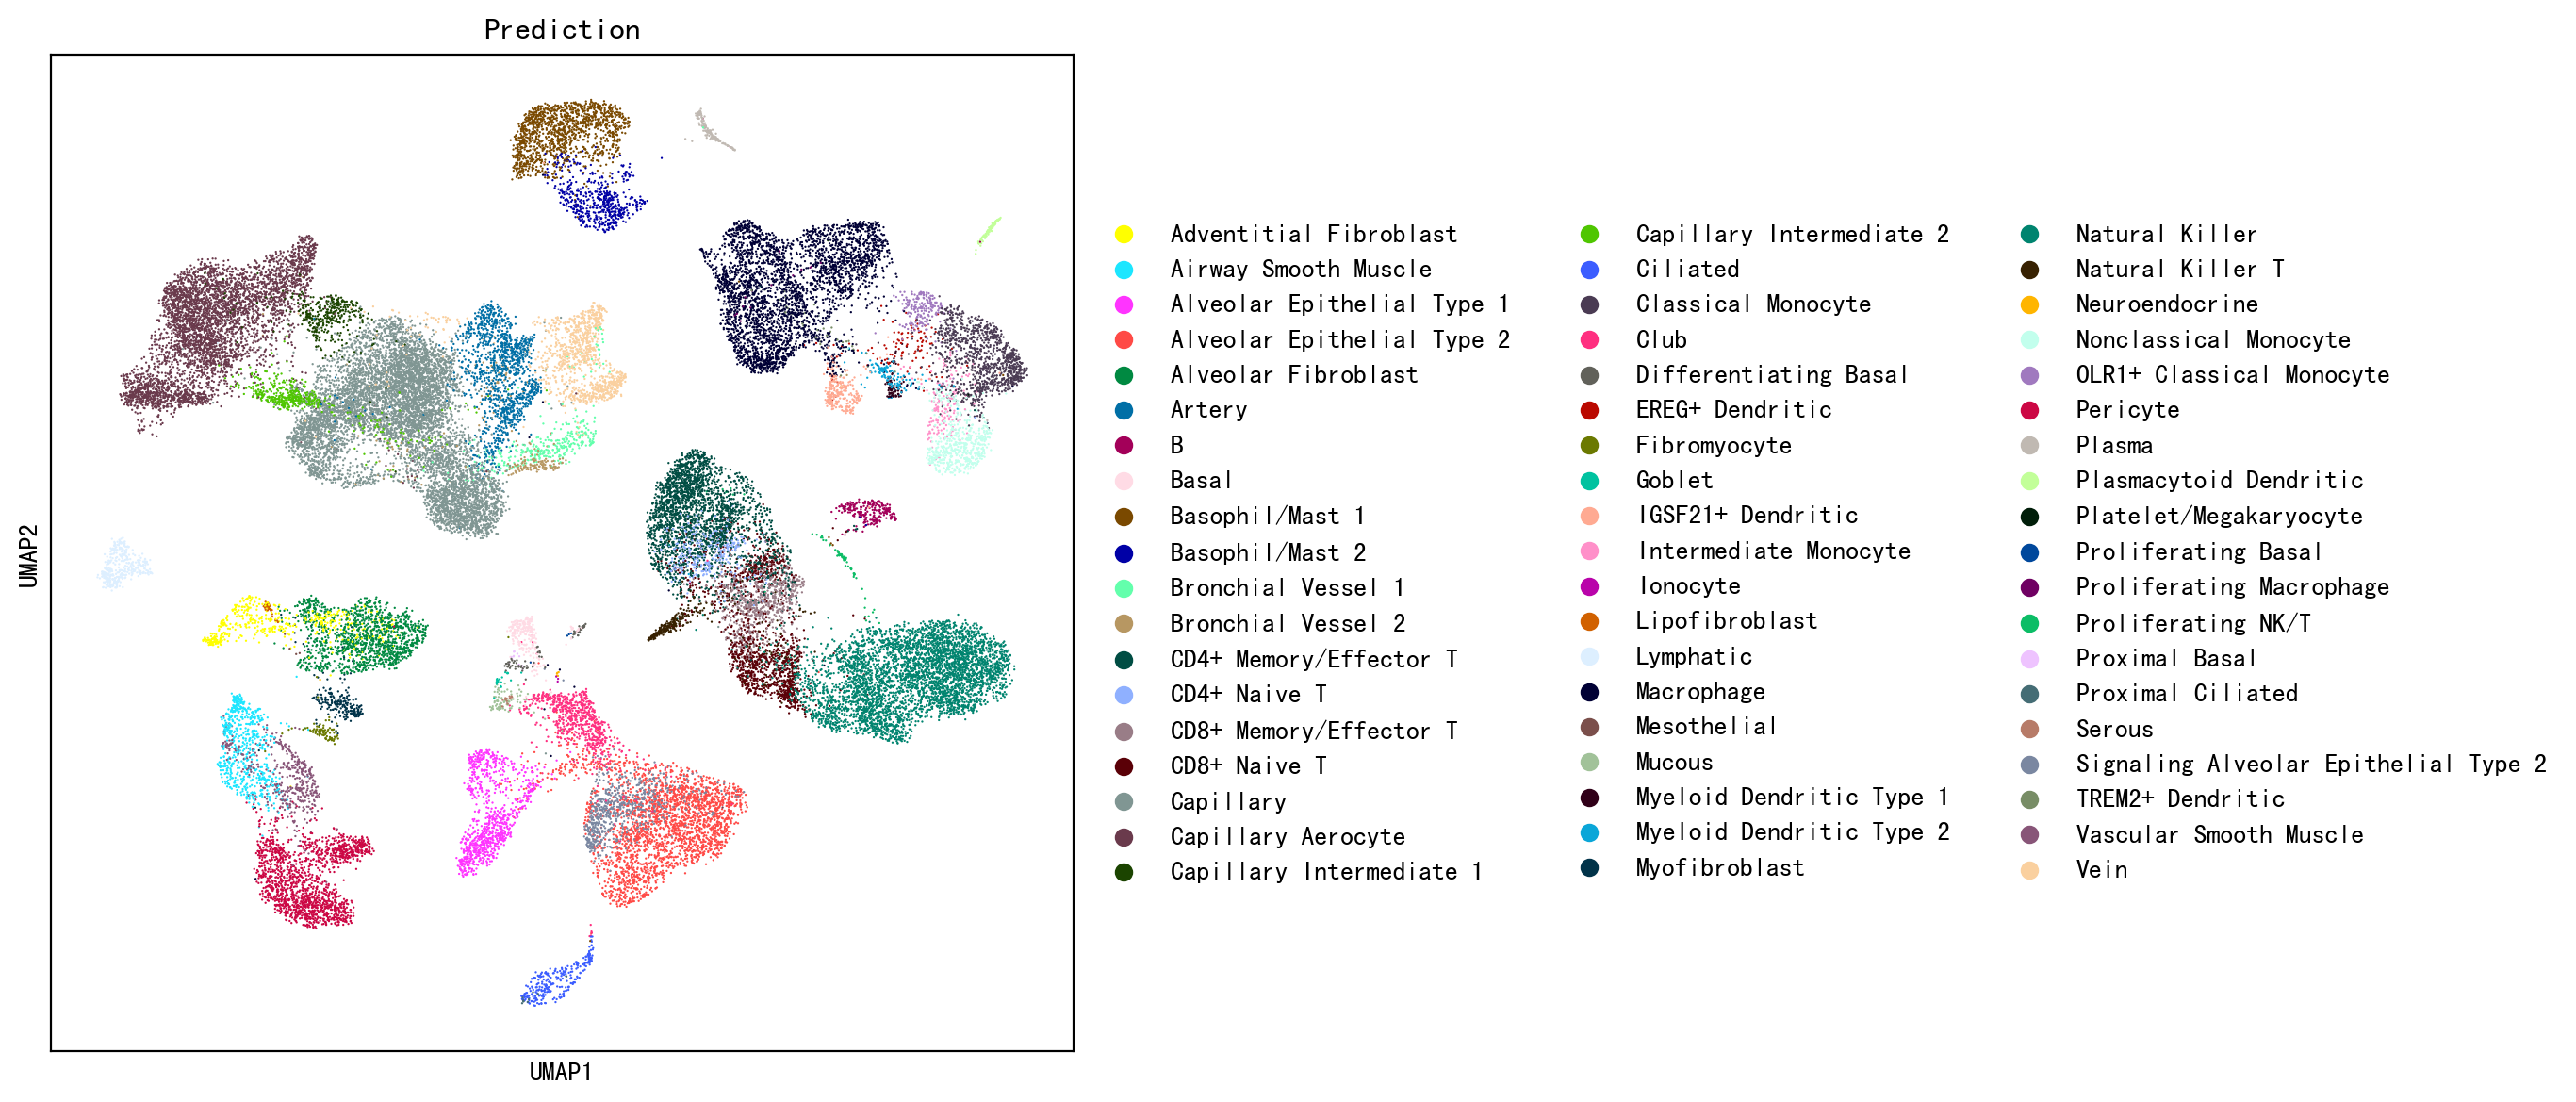 Prediction
UMAP2
UMAP1
Adventitial Fibroblast
Airway Smooth Muscle
Alveolar Epithelial Type 1
Alveolar Epithelial Type 2
Alveolar Fibroblast
Artery
B
Basal
Basophil/Mast 1
Basophil/Mast 2
Bronchial Vessel 1
Bronchial Vessel 2
CD4+ Memory/Effector T
CD4+ Naive T
CD8+ Memory/Effector T
CD8+ Naive T
Capillary
Capillary Aerocyte
Capillary Intermediate 1
Capillary Intermediate 2
Ciliated
Classical Monocyte
Club
Differentiating Basal
EREG+ Dendritic
Fibromyocyte
Goblet
IGSF21+ Dendritic
Intermediate Monocyte
Ionocyte
Lipofibroblast
Lymphatic
Macrophage
Mesothelial
Mucous
Myeloid Dendritic Type 1
Myeloid Dendritic Type 2
Myofibroblast
Natural Killer
Natural Killer T
Neuroendocrine
Nonclassical Monocyte
OLR1+ Classical Monocyte
Pericyte
Plasma
Plasmacytoid Dendritic
Platelet/Megakaryocyte
Proliferating Basal
Proliferating Macrophage
Proliferating NK/T
Proximal Basal
Proximal Ciliated
Serous
Signaling Alveolar Epithelial Type 2
TREM2+ Dendritic
Vascular Smooth Muscle
Vein